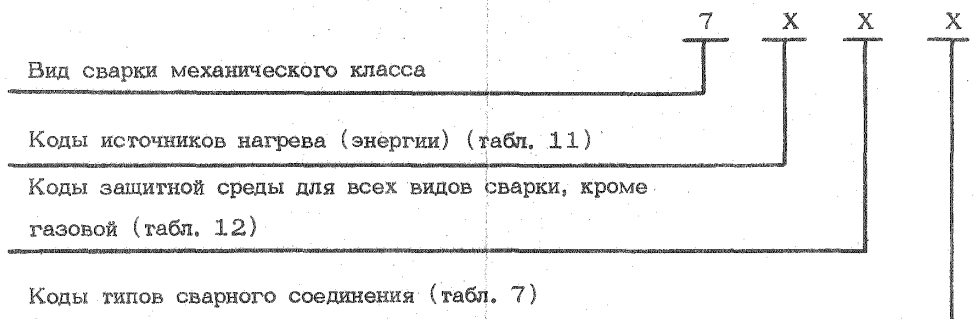 7 X X X
Вид сварки механического класса
Коды источников нагрева (энергии) (табл. 11)
Коды защитной среды для всех видов сварки, кроме
газовой (табл. 12)
Коды типов сварного соединения (табл. 7)